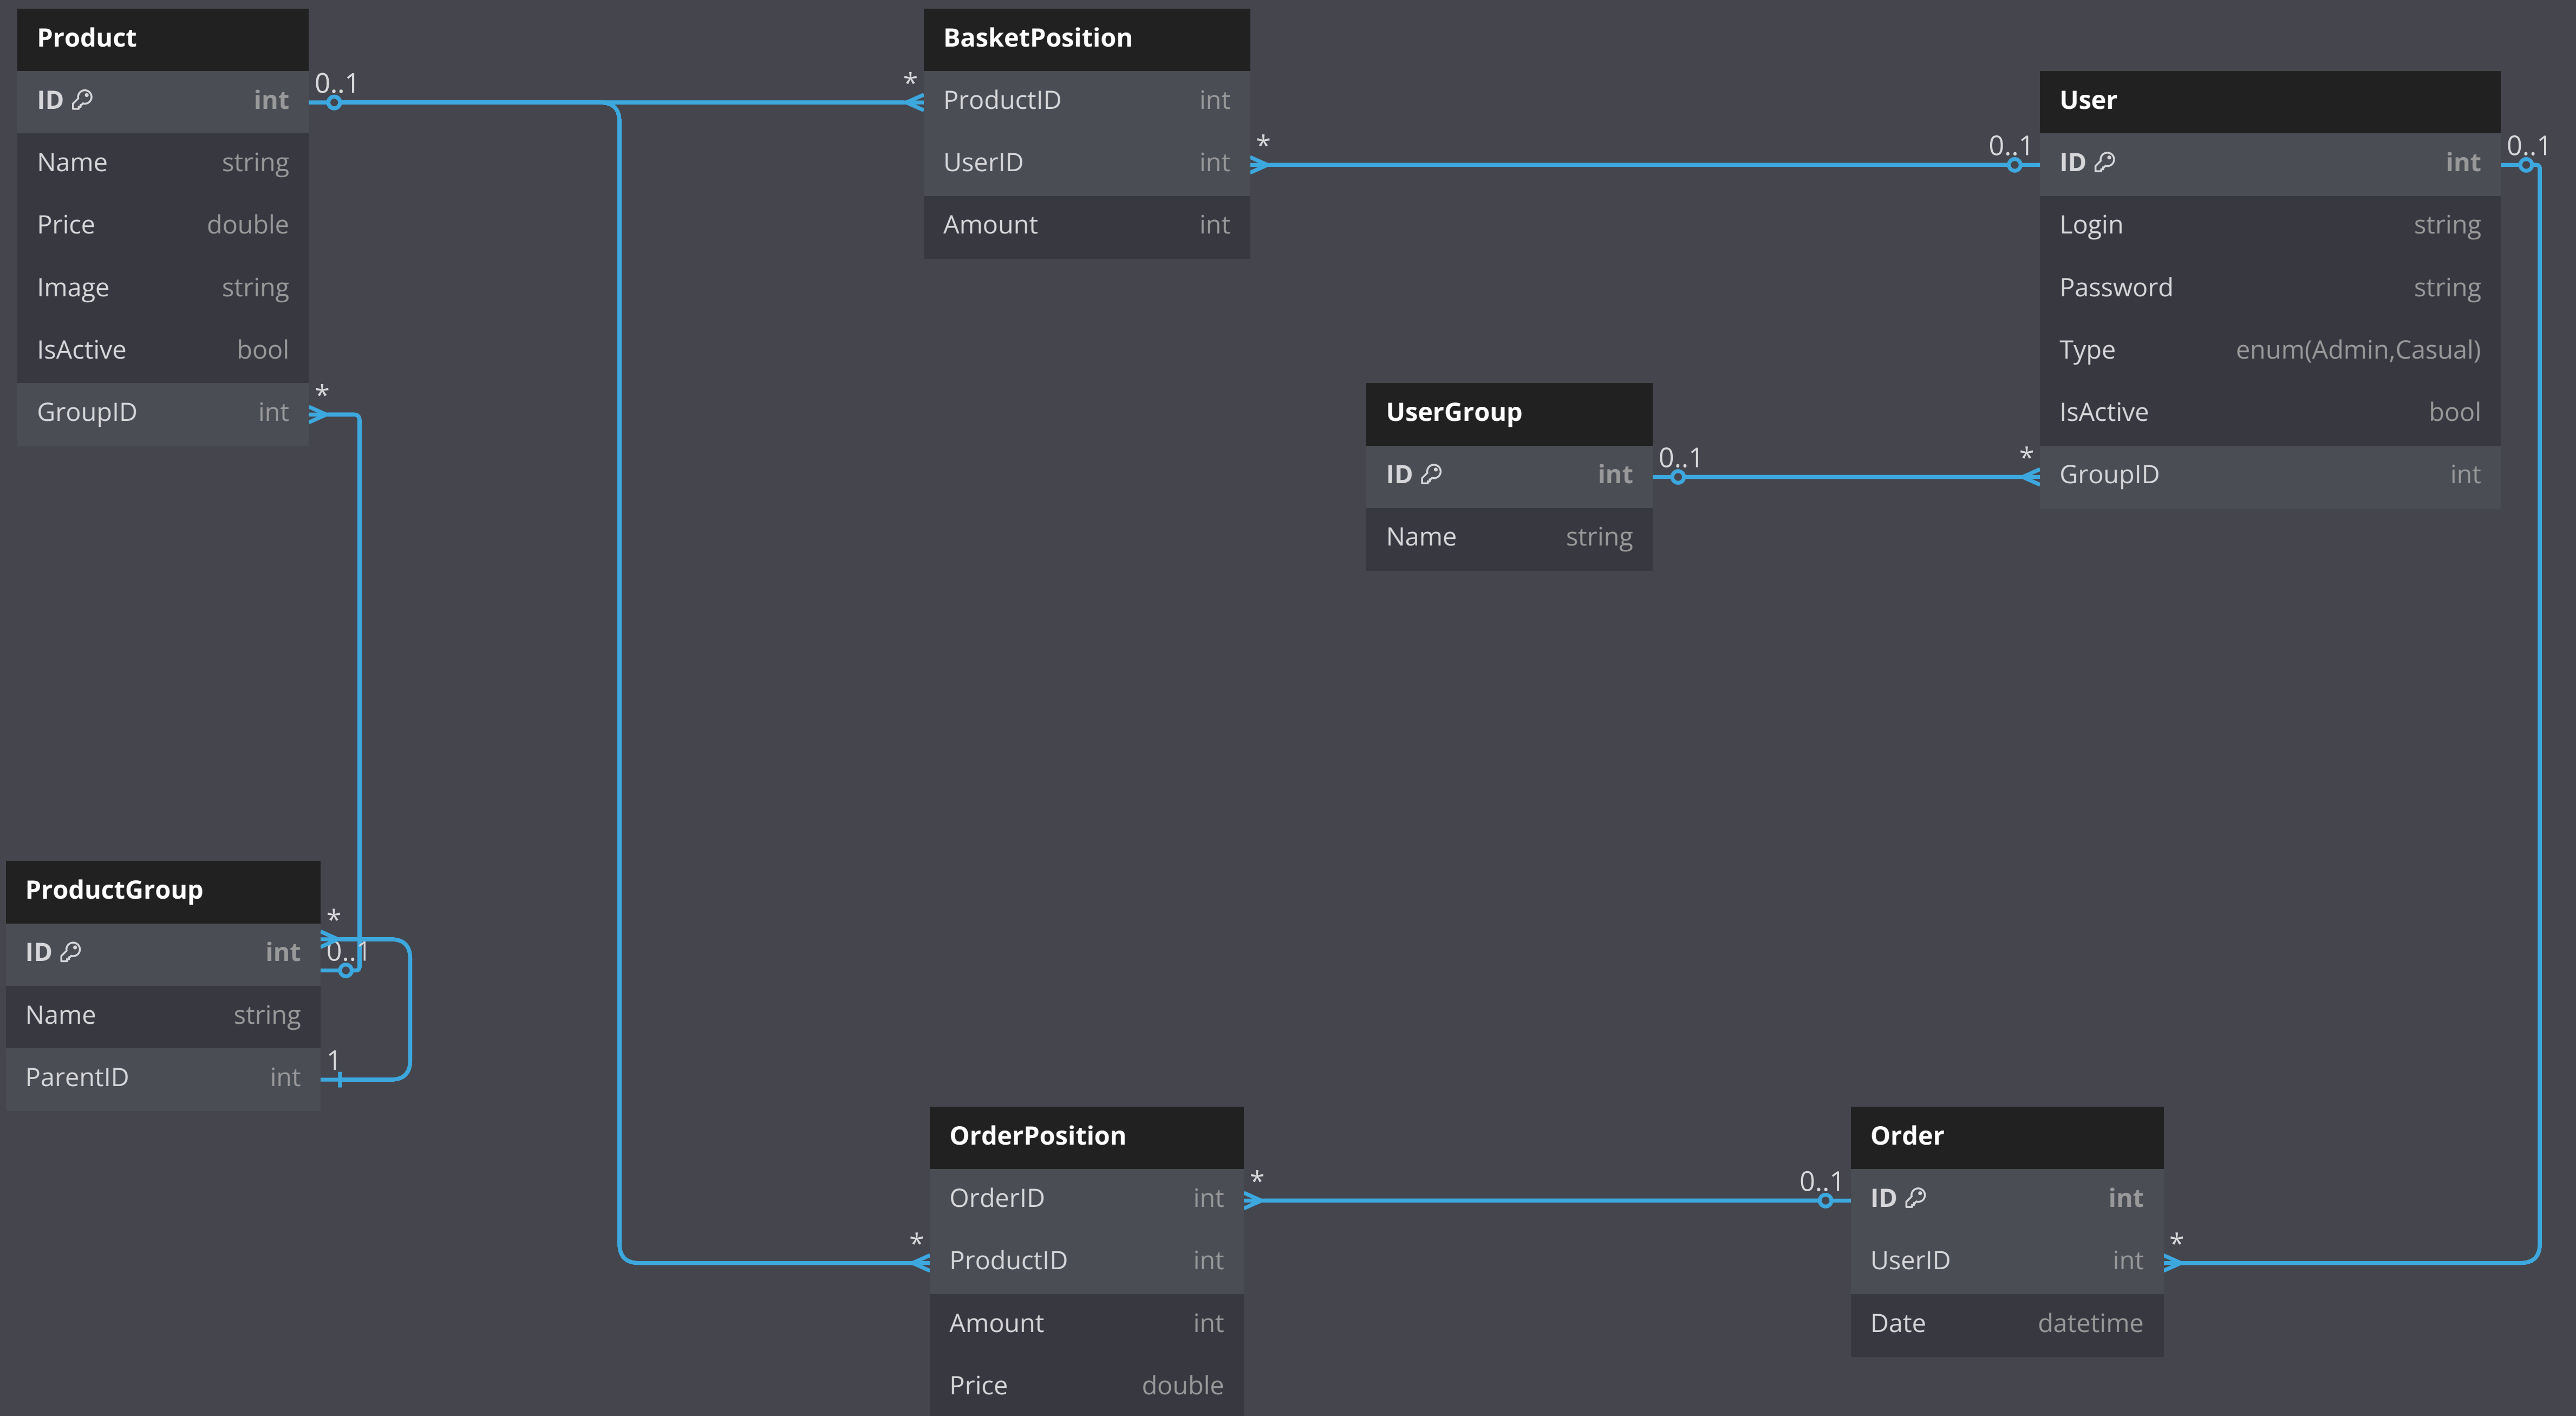 Product
ID int
Name string
Price double
Image string
IsActive bool
GroupID int
0..1
*
BasketPosition
ProductID int
UserID int
Amount int
*
*
User
ID int
Login string
Password string
Type enum(Admin,Casual)
IsActive bool
GroupID int
0..1
0..1
*
UserGroup
ID int
Name string
0..1
ProductGroup
ID int
Name string
ParentID int
*
0..1
1
OrderPosition
OrderID int
ProductID int
Amount int
Price double
*
*
Order
ID int
UserID int
Date datetime
0..1
*